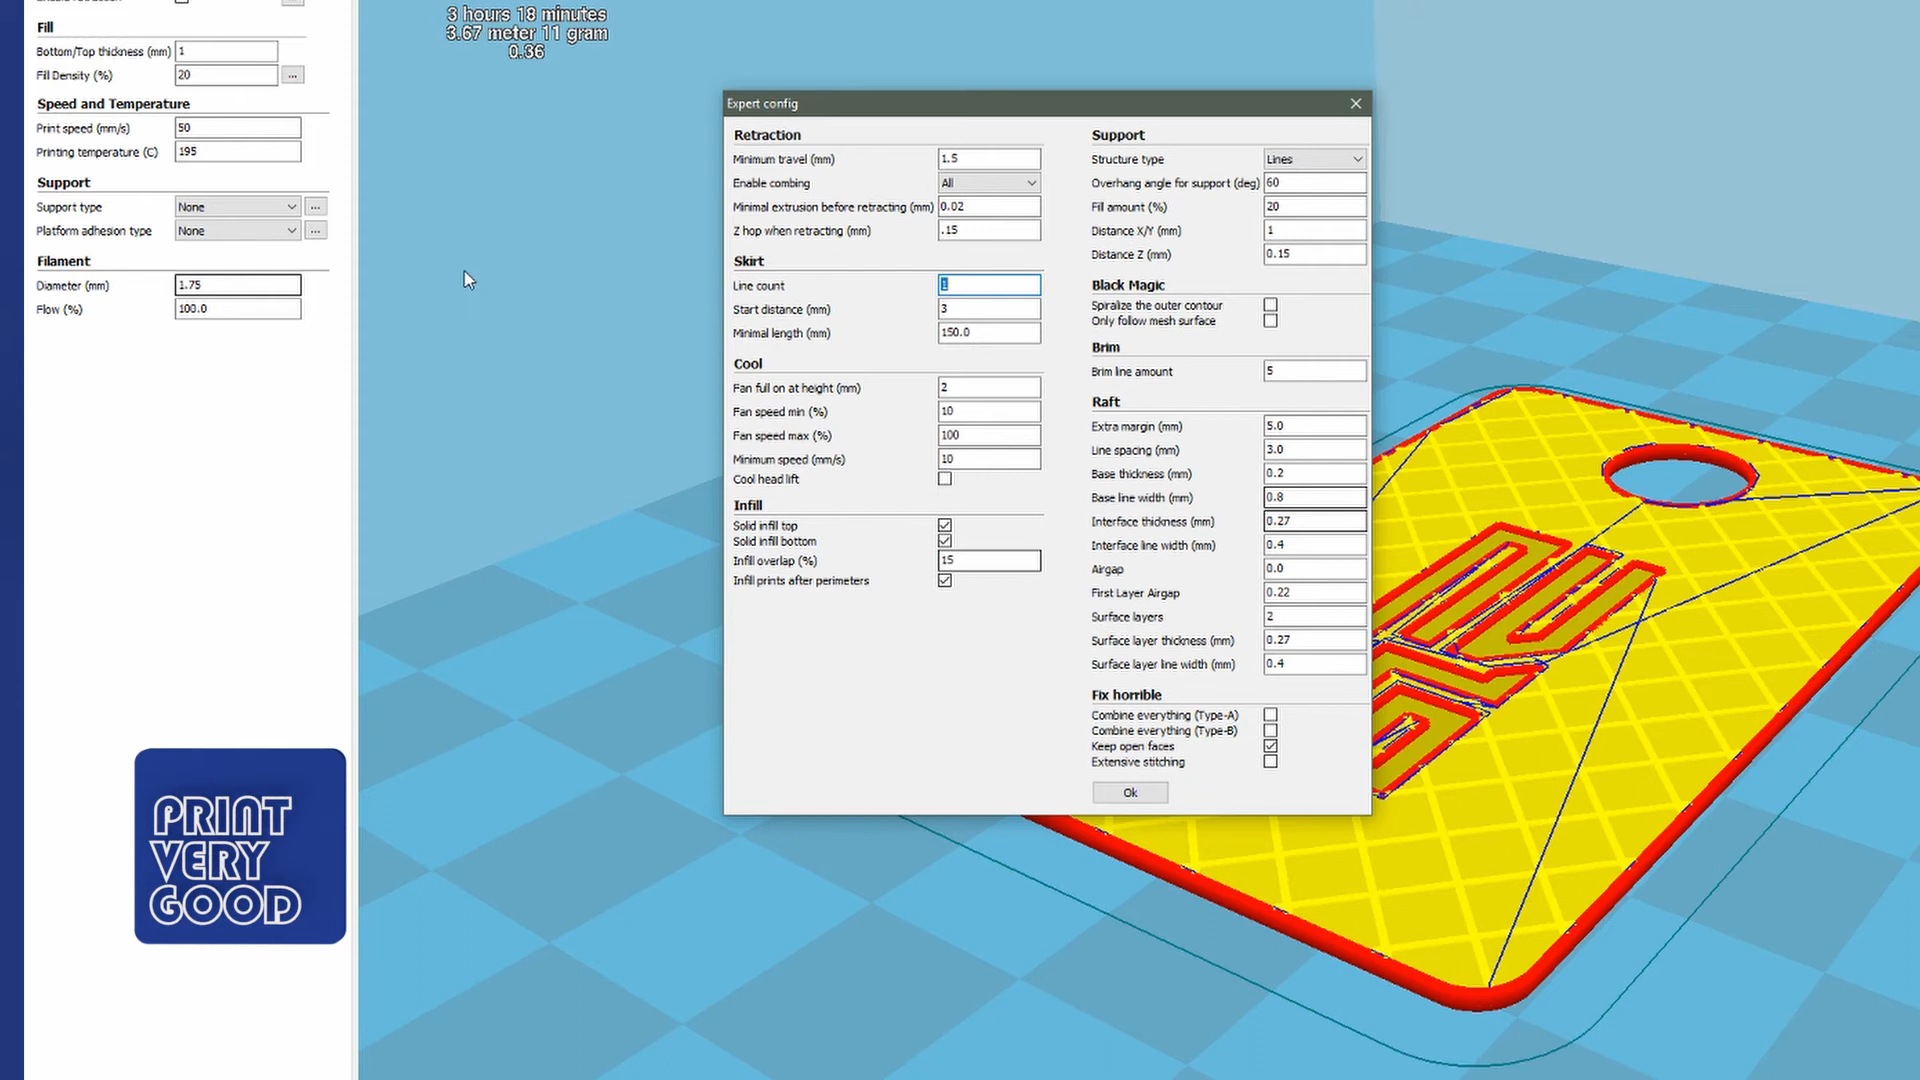 Fill
Bottom/Top thickness (mm) 1
Fill Density (%) 20 ...
Speed and Temperature
Print speed (mm/s) 50
Printing temperature (C) 195
Support
Support type None ...
Platform adhesion type None ...
Filament
Diameter (mm) 1.75
Flow (%) 100.0
PRINT
VERY
GOOD
3 hours 18 minutes
3.67 meter 11 gram
0.36
Expert config
Retraction
Minimum travel (mm) 1.5
Enable combing All
Minimal extrusion before retracting (mm) 0.02
Z hop when retracting (mm) .15
Skirt
Line count 1
Start distance (mm) 3
Minimal length (mm) 150.0
Cool
Fan full on at height (mm) 2
Fan speed min (%) 10
Fan speed max (%) 100
Minimum speed (mm/s) 10
Cool head lift
Infill
Solid infill top
Solid infill bottom
Infill overlap (%) 15
Infill prints after perimeters
Support
Structure type Lines
Overhang angle for support (deg) 60
Fill amount (%) 20
Distance X/Y (mm) 1
Distance Z (mm) 0.15
Black Magic
Spiralize the outer contour
Only follow mesh surface
Brim
Brim line amount 5
Raft
Extra margin (mm) 5.0
Line spacing (mm) 3.0
Base thickness (mm) 0.2
Base line width (mm) 0.8
Interface thickness (mm) 0.27
Interface line width (mm) 0.4
Airgap 0.0
First Layer Airgap 0.22
Surface layers 2
Surface layer thickness (mm) 0.27
Surface layer line width (mm) 0.4
Fix horrible
Combine everything (Type-A)
Combine everything (Type-B)
Keep open faces
Extensive stitching
Ok